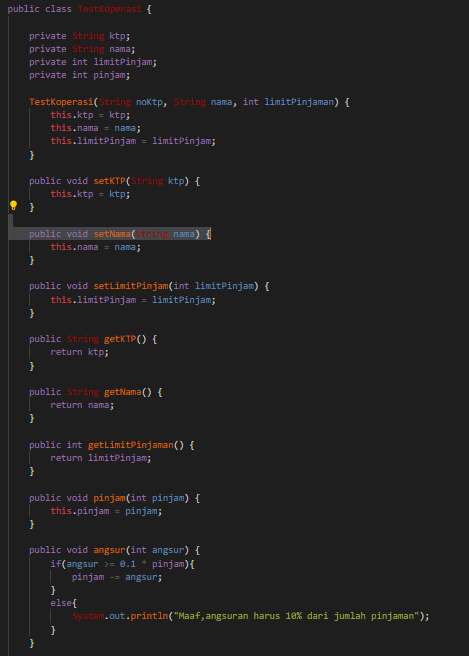 public class TestKoperasi {
private String ktp;
private String nama;
private int limitPinjam;
private int pinjam;
TestKoperasi(String noKtp, String nama, int limitPinjaman) {
this.ktp = ktp;
this.nama = nama;
this.limitPinjam = limitPinjam;
}
public void setKTP(String ktp) {
this.ktp = ktp;
}
public void setNama(String nama) {
this.nama = nama;
}
public void setLimitPinjam(int limitPinjam) {
this.limitPinjam = limitPinjam;
}
public String getKTP() {
return ktp;
}
public String getNama() {
return nama;
}
public int getLimitPinjaman() {
return limitPinjam;
}
public void pinjam(int pinjam) {
this.pinjam = pinjam;
}
public void angsur(int angsur) {
if(angsur >= 0.1 * pinjam){
pinjam -= angsur;
}
else{
System.out.println("Maaf,angsuran harus 10% dari jumlah pinjaman");
}
}